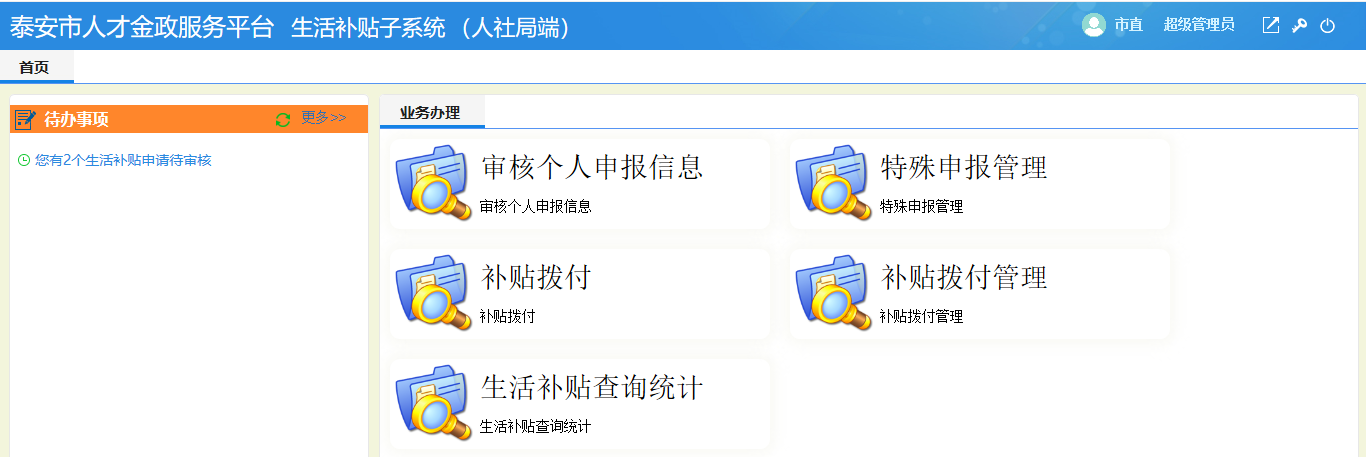 泰安市人才金政服务平台 生活补贴子系统 （人社局端）
市直 超级管理员
首页
待办事项 更多>>
您有2个生活补贴申请待审核
业务办理
审核个人申报信息
审核个人申报信息
特殊申报管理
特殊申报管理
补贴拨付
补贴拨付
补贴拨付管理
补贴拨付管理
生活补贴查询统计
生活补贴查询统计